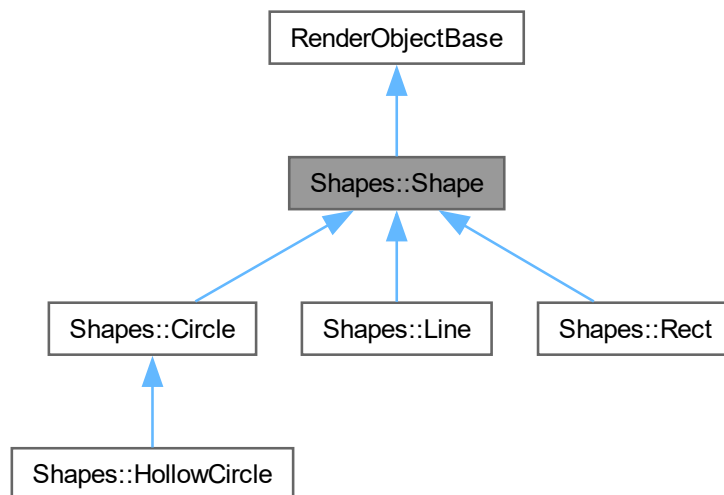 RenderObjectBase
Shapes::Shape
Shapes::Circle
Shapes::Line
Shapes::Rect
Shapes::HollowCircle